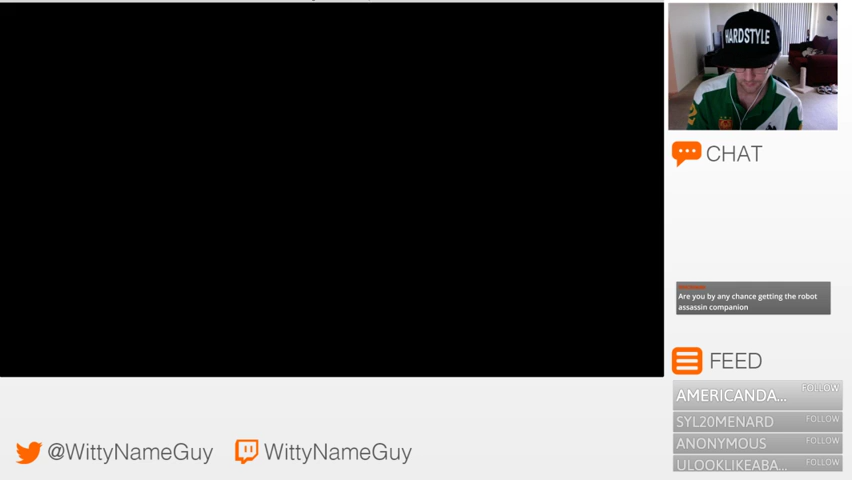 HARDSTYLE
CHAT
Are you by any chance getting the robot
assassin companion
FEED
AMERICANDA... FOLLOW
SYL20MENARD FOLLOW
ANONYMOUS FOLLOW
ULOOKLIKEABA... FOLLOW
@WittyNameGuy WittyNameGuy